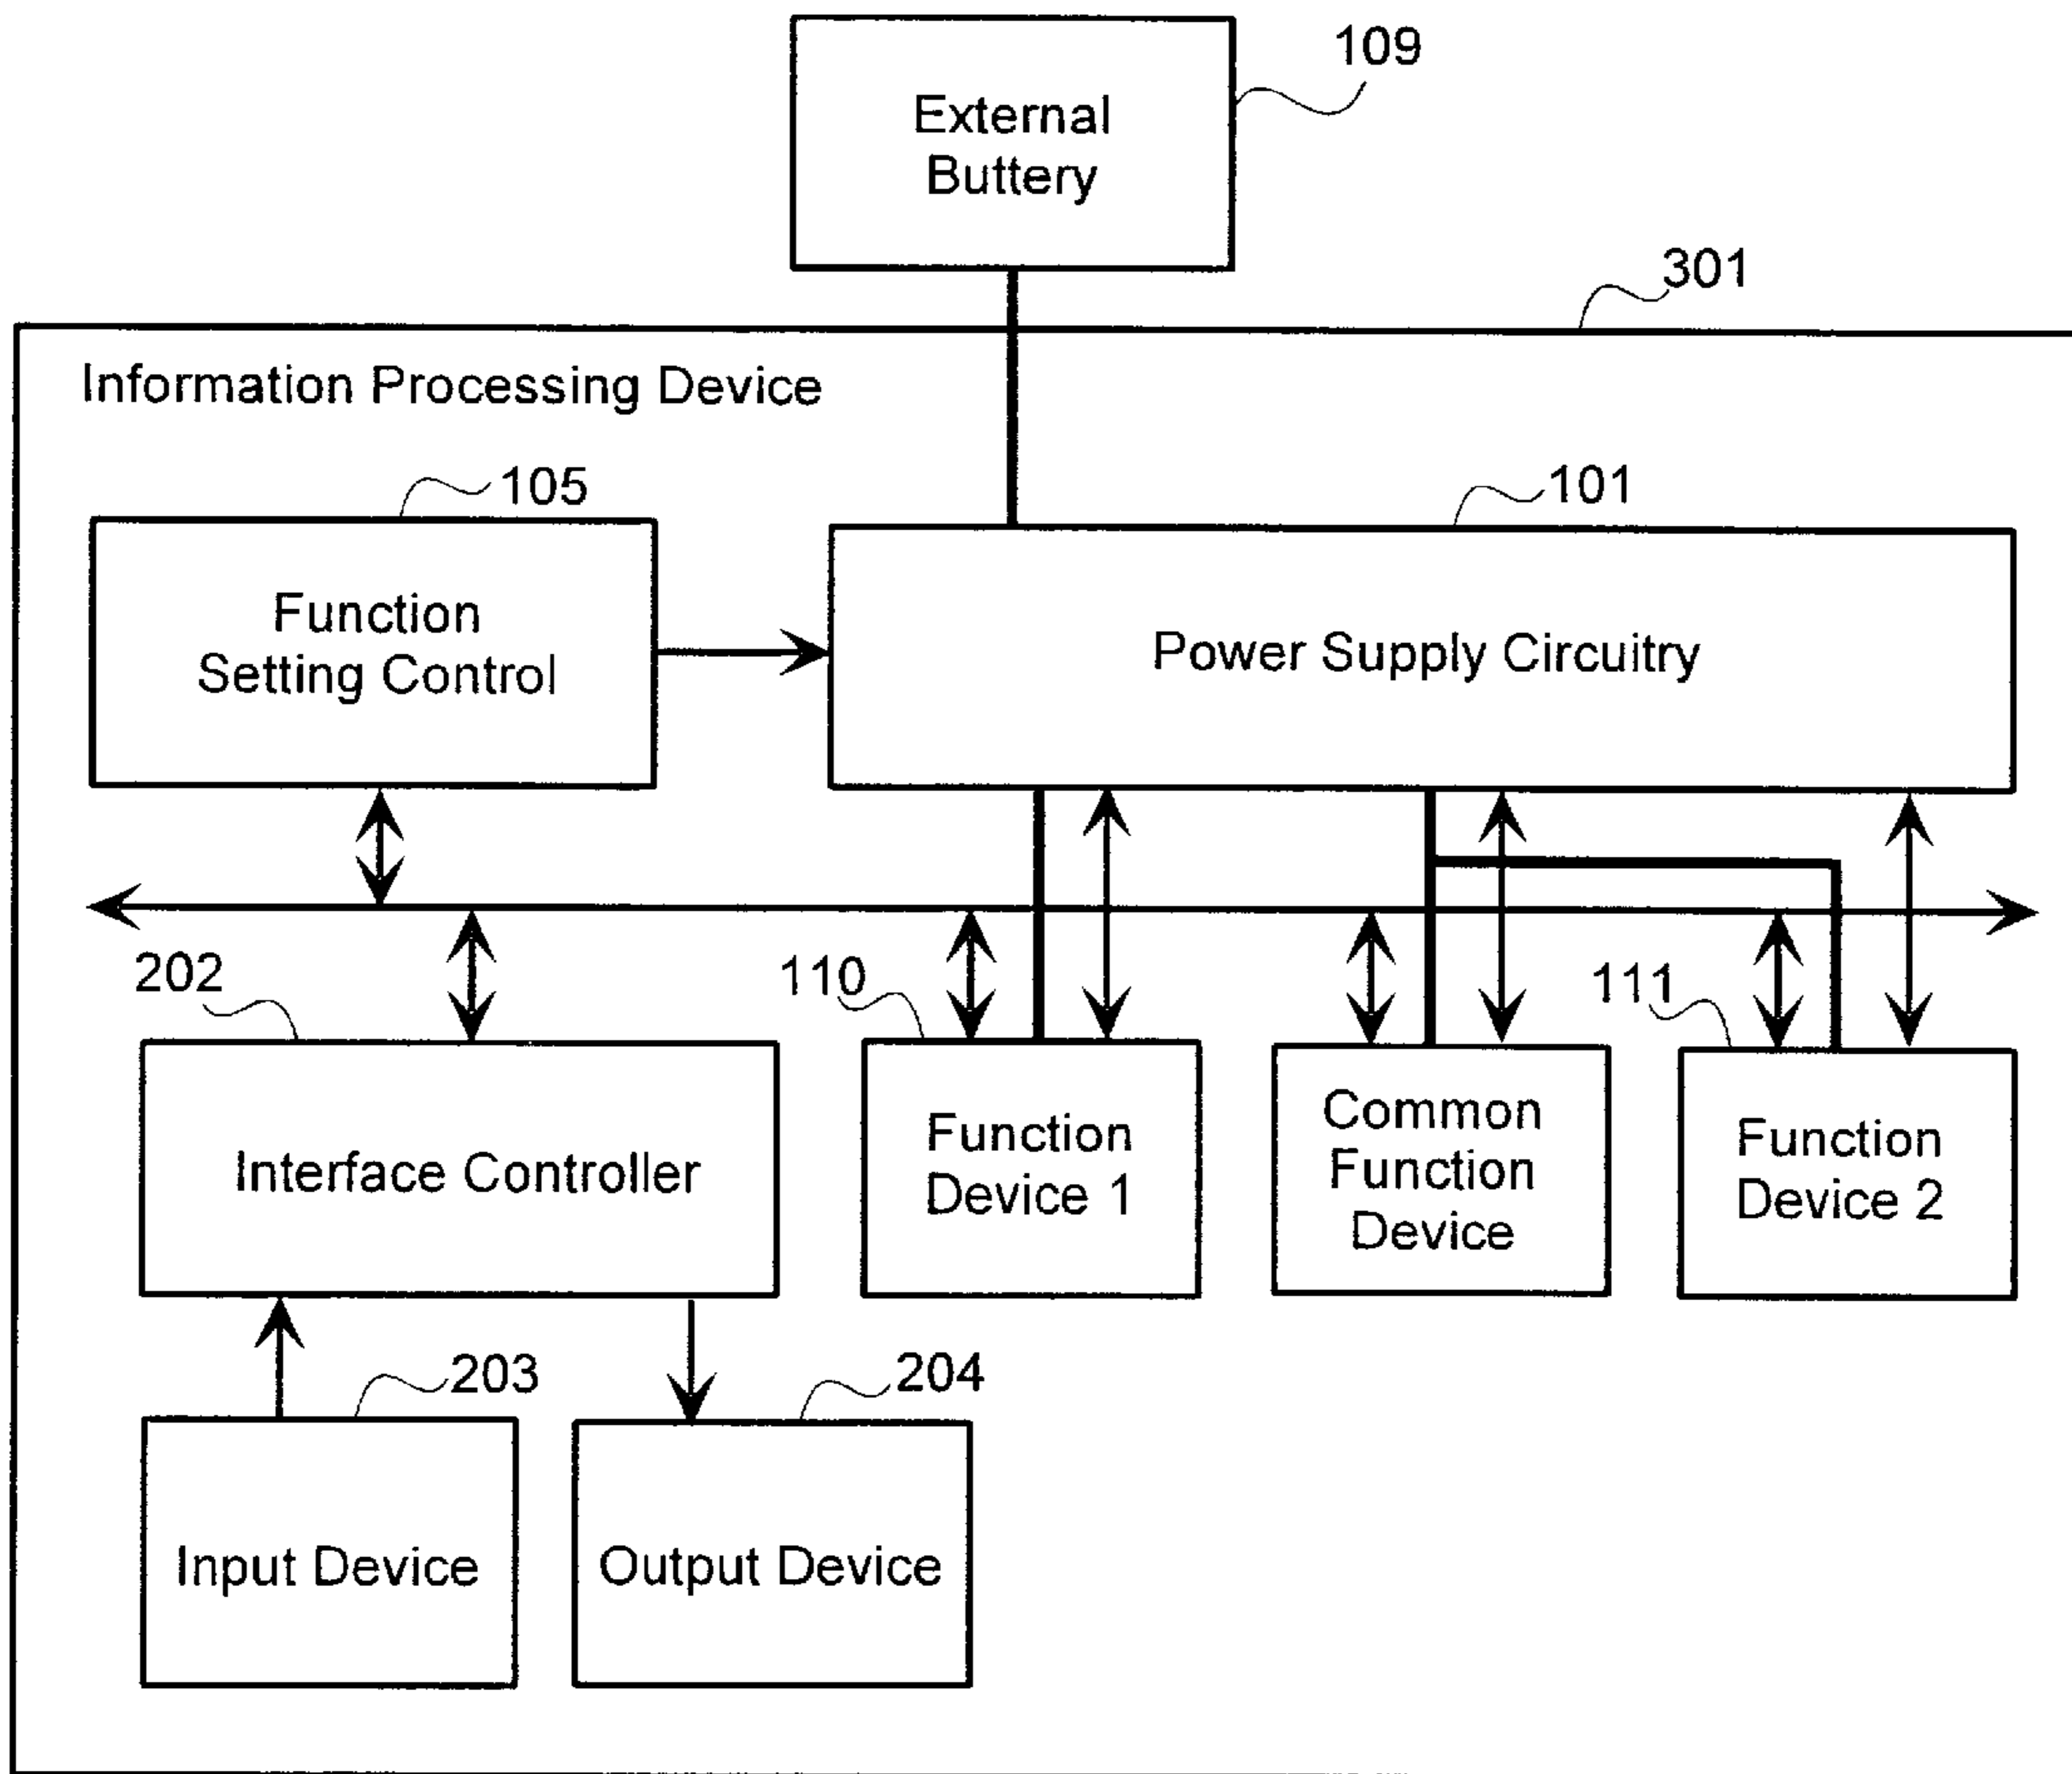 109
External
Buttery
301
Information Processing Device
105
101
Function
Setting Control
Power Supply Circuitry
202
110
111
Interface Controller
Function
Device 1
Common
Function
Device
Function
Device 2
203
204
Input Device
Output Device